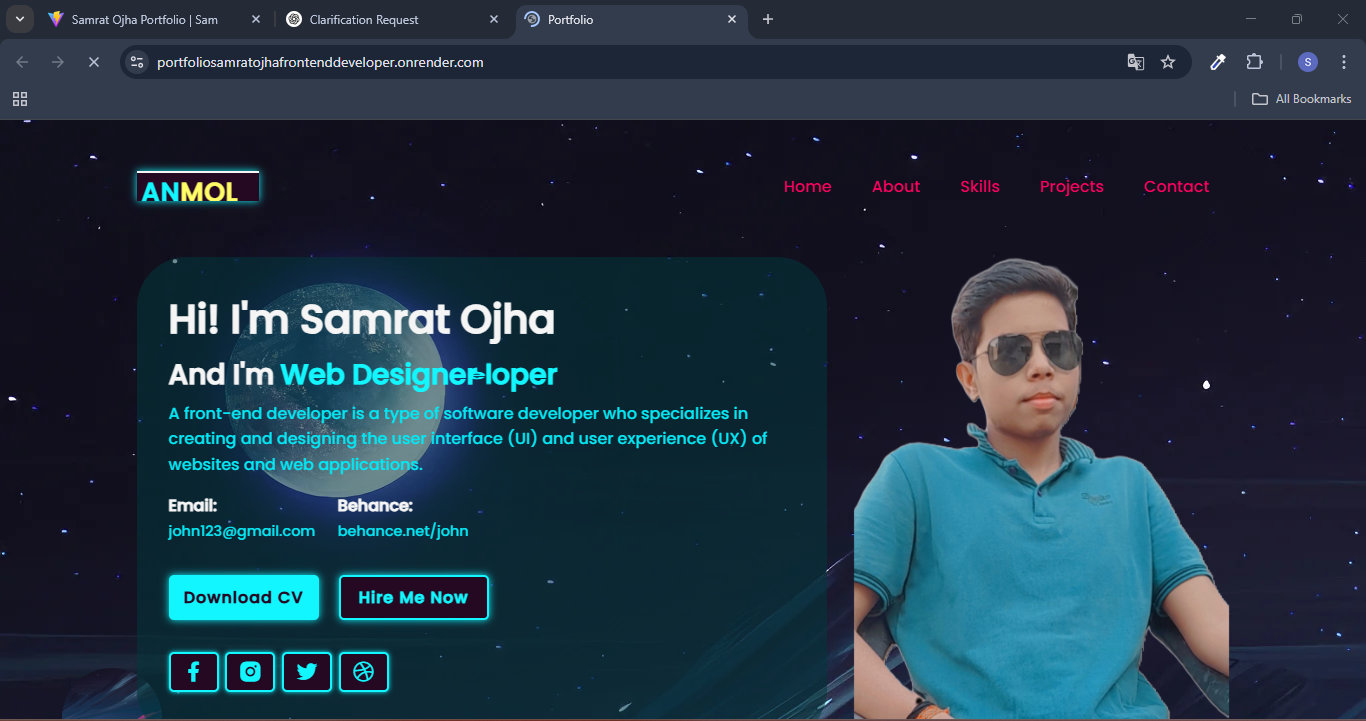 Samrat Ojha Portfolio | Sam
Clarification Request
Portfolio
portfoliosamratojhafrontenddeveloper.onrender.com
S
All Bookmarks
ANMOL
Home About Skills Projects Contact
Hi! I'm Samrat Ojha
And I'm Web Designer loper
A front-end developer is a type of software developer who specializes in
creating and designing the user interface (UI) and user experience (UX) of
websites and web applications.
Email: Behance:
john123@gmail.com behance.net/john
Download CV Hire Me Now